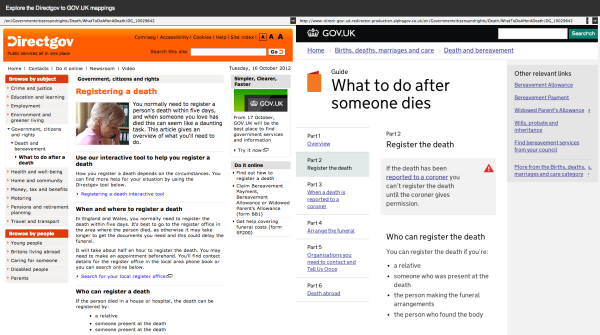 Explore the Directgov to GOV.UK mappings
Directgov
Public services all in one place
Cymraeg | Accessibility | Cookies | Help | Site index | A A A
Search this site
Go
Home | Contacts | Do it online | Newsroom | Video
Tuesday, 16 October 2012
Browse by subject
Crime and justice
Education and learning
Employment
Environment and
greener living
Government, citizens
and rights
Death and
bereavement
What to do after
a death
Health and well-being
Home and community
Money, tax and benefits
Motoring
Pensions and retirement
planning
Travel and transport
Browse by people
Young people
Britons living abroad
Caring for someone
Disabled people
Parents
Government, citizens and rights
Registering a death
You normally need to register a
person's death within five days,
and when someone you love has
died this can seem like a daunting
task. This article gives an
overview of what you'll need
to do.
Use our interactive tool to help you register a
death
How you register a death depends on the circumstances. You
can find more help for your situation by using the
Directgov tool below.
Registering a death interactive tool
When and where to register a death
In England and Wales, you normally need to register the
death within five days. It's best to go to the register office in
the area where the person died, as otherwise it may take
longer to get the documents you need and this could delay the
funeral.
It will take about half an hour to register the death. You may
need to make an appointment beforehand. You'll find contact
details for the register office in the local area phone book or
you can search online below.
Search for your local register office
Who can register a death
If the person died in a house or hospital, the death can be
registered by:
a relative
someone present at the death
Simpler, Clearer,
Faster
GOV.UK
From 17 October,
GOV.UK will be the
best place to find
government services
and information
Try it now
Do it online
Find out how to
register a death
Claim Bereavement
Payment,
Bereavement
Allowance or Widowed
Parent's Allowance
(form BB1)
Get help covering
funeral costs (form
SF200)
GOV.UK
Search
Home
Births, deaths, marriages and care
Death and bereavement
Guide
What to do after
someone dies
Part 1
Overview
Part 2
Register the death
Part 3
When a death is
reported to a
coroner
Part 4
Arrange the funeral
Part 5
Organisations you
need to contact and
Tell Us Once
Part 6
Death abroad
Part 2
Register the death
If the death has been
reported to a coroner
you can't register the
death until the
coroner gives
permission.
Who can register the death
You can register the death if you're:
a relative
someone who was present at the
death
the person making the funeral
arrangements
the person who found the body
Other relevant links
Bereavement Allowance
Bereavement Payment
Widowed Parent's Allowance
Wills, probate and
inheritance
Find bereavement services
from your council
More from the Births, deaths,
marriages and care category